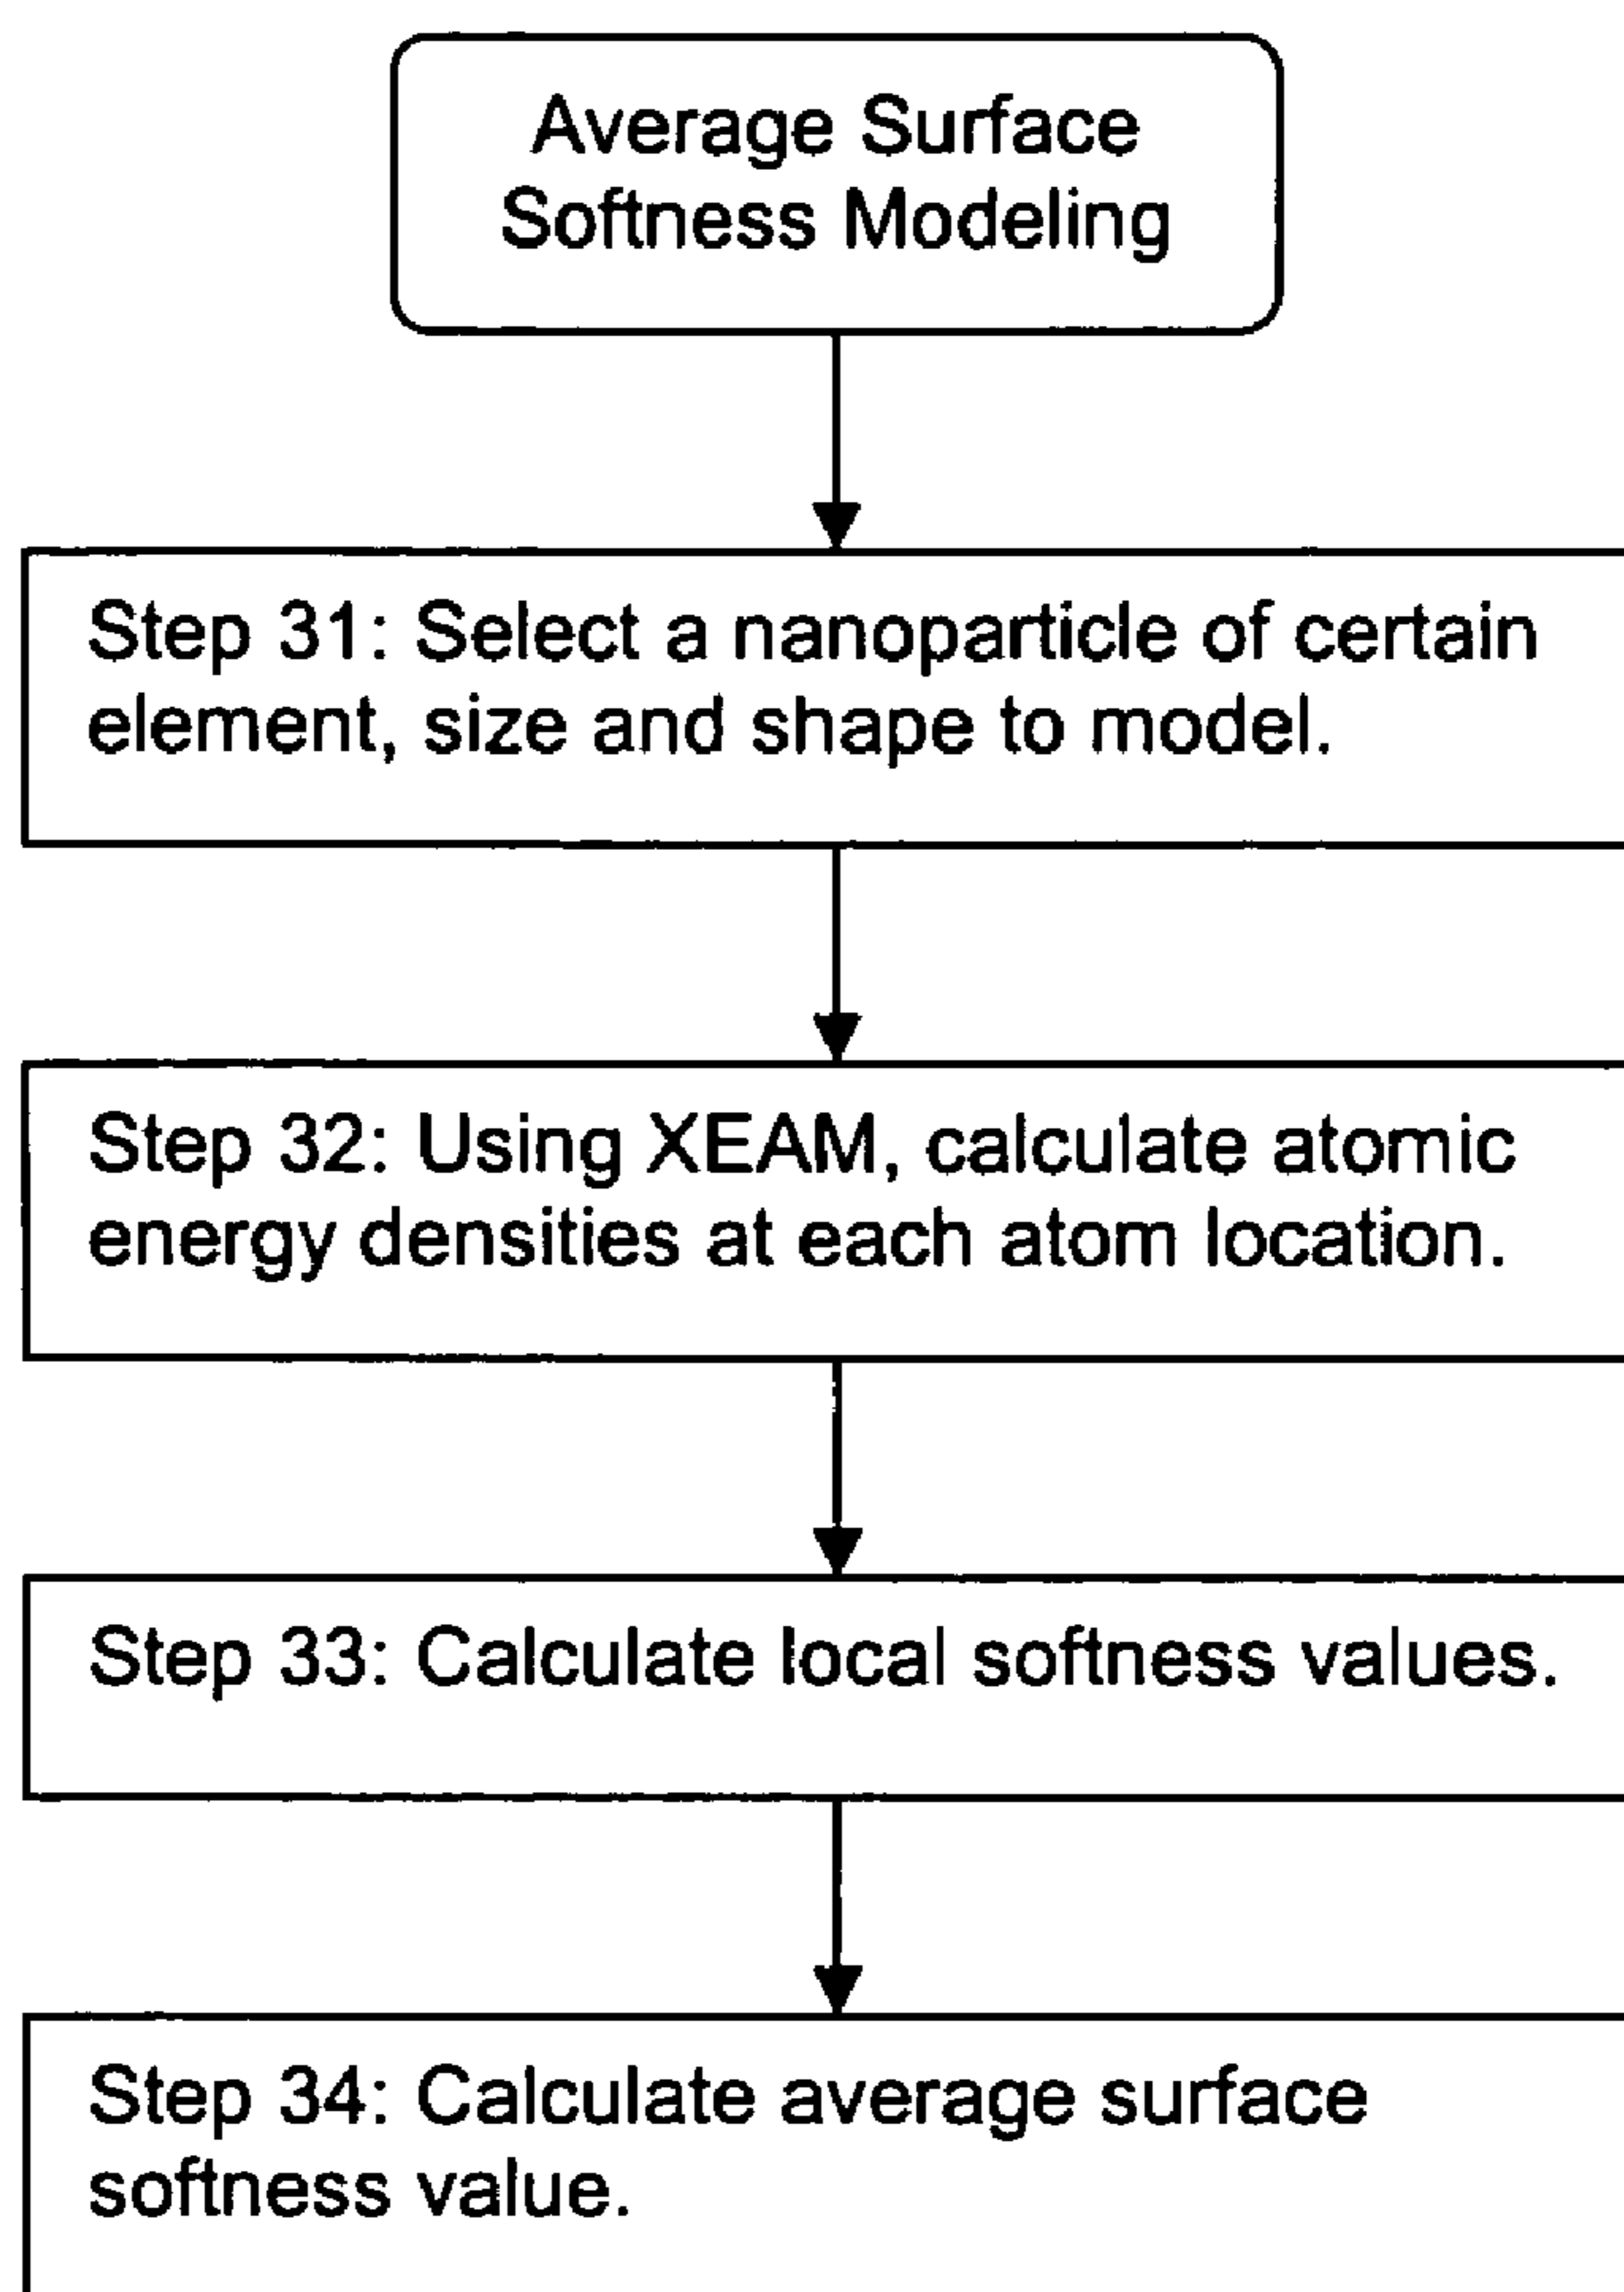 Average Surface
Softness Modeling
Step 31: Select a nanoparticle of certain
element, size and shape to model.
Step 32: Using XEAM, calculate atomic
energy densities at each atom location.
Step 33: Calculate local softness values.
Step 34: Calculate average surface
softness value.